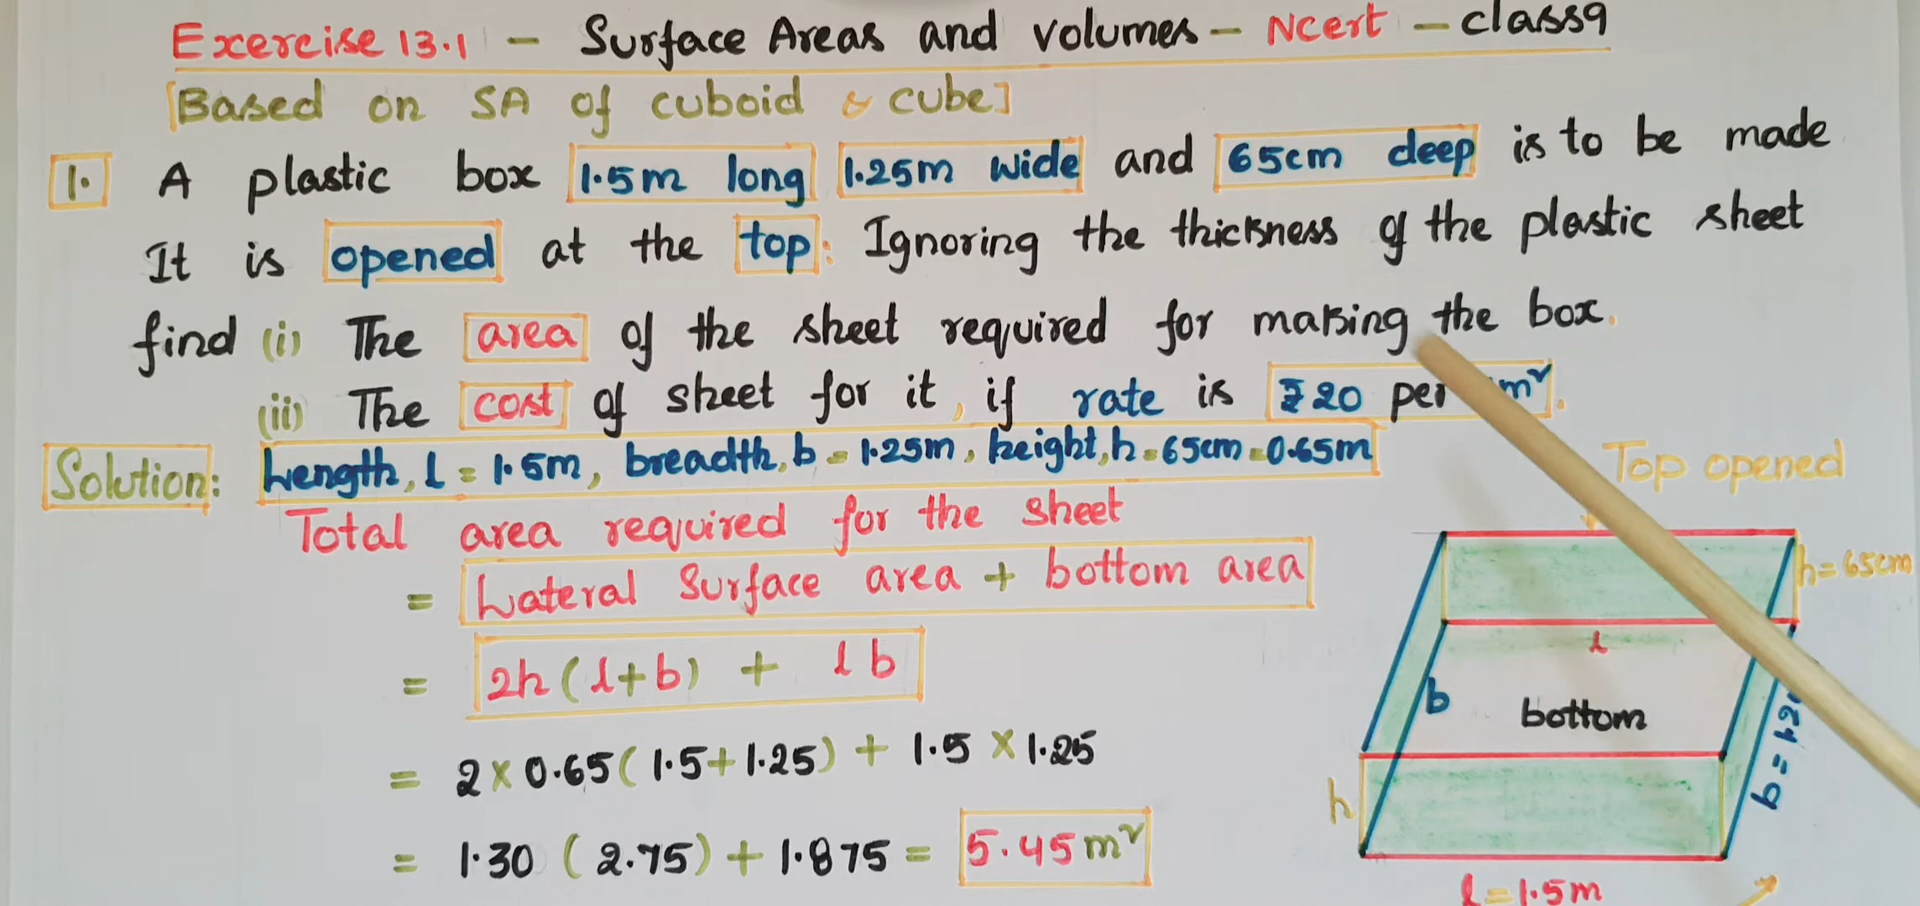 Exercise 13.1 - Surface Areas and volumes - Ncert - class 9
[Based on SA of cuboid & cube]
1. A plastic box 1.5m long 1.25m wide and 65cm deep is to be made
It is opened at the top. Ignoring the thickness of the plastic sheet
find (i) The area of the sheet required for making the box.
(ii) The cost of sheet for it, if rate is ₹20 per m².
Solution: Length, l = 1.5m, breadth, b = 1.25m, height, h = 65cm = 0.65m
Total area required for the sheet
= Lateral Surface area + bottom area
= 2h (l+b) + lb
= 2 x 0.65 (1.5+1.25) + 1.5 x 1.25
= 1.30 (2.75) + 1.875 = 5.45 m²
Top opened
h = 65cm
l
b
bottom
h
l = 1.5m